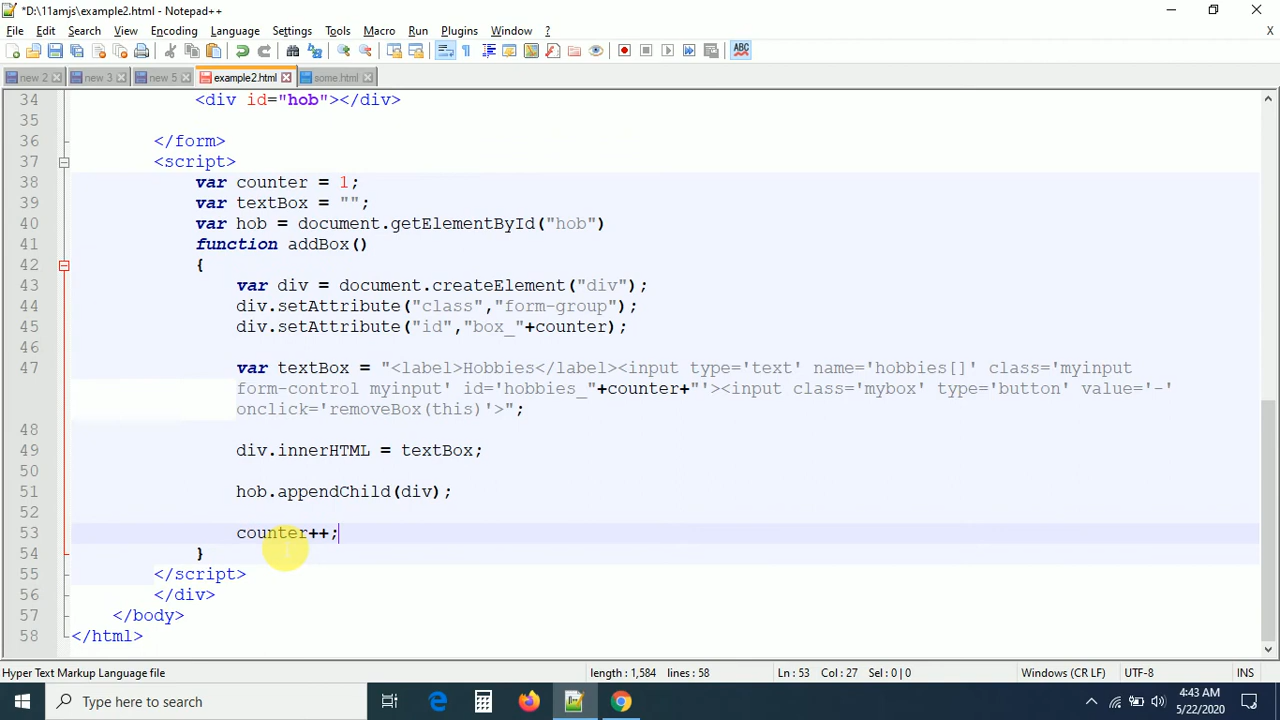 *D:\11amjs\example2.html - Notepad++
File Edit Search View Encoding Language Settings Tools Macro Run Plugins Window ? X
ABC
new 2 new 3 new 5 example2.html some.html
34 <div id="hob"></div>
35
36 </form>
37 <script>
38 var counter = 1;
39 var textBox = "";
40 var hob = document.getElementById("hob")
41 function addBox()
42 {
43 var div = document.createElement("div");
44 div.setAttribute("class","form-group");
45 div.setAttribute("id","box_"+counter);
46
47 var textBox = "<label>Hobbies</label><input type='text' name='hobbies[]' class='myinput
form-control myinput' id='hobbies_"+counter+"'><input class='mybox' type='button' value='-'
onclick='removeBox(this)'>";
48
49 div.innerHTML = textBox;
50
51 hob.appendChild(div);
52
53 counter++;
54 }
55 </script>
56 </div>
57 </body>
58 </html>
Hyper Text Markup Language file length : 1,584 lines : 58 Ln : 53 Col : 27 Sel : 0 | 0 Windows (CR LF) UTF-8 INS
Type here to search 4:43 AM
5/22/2020